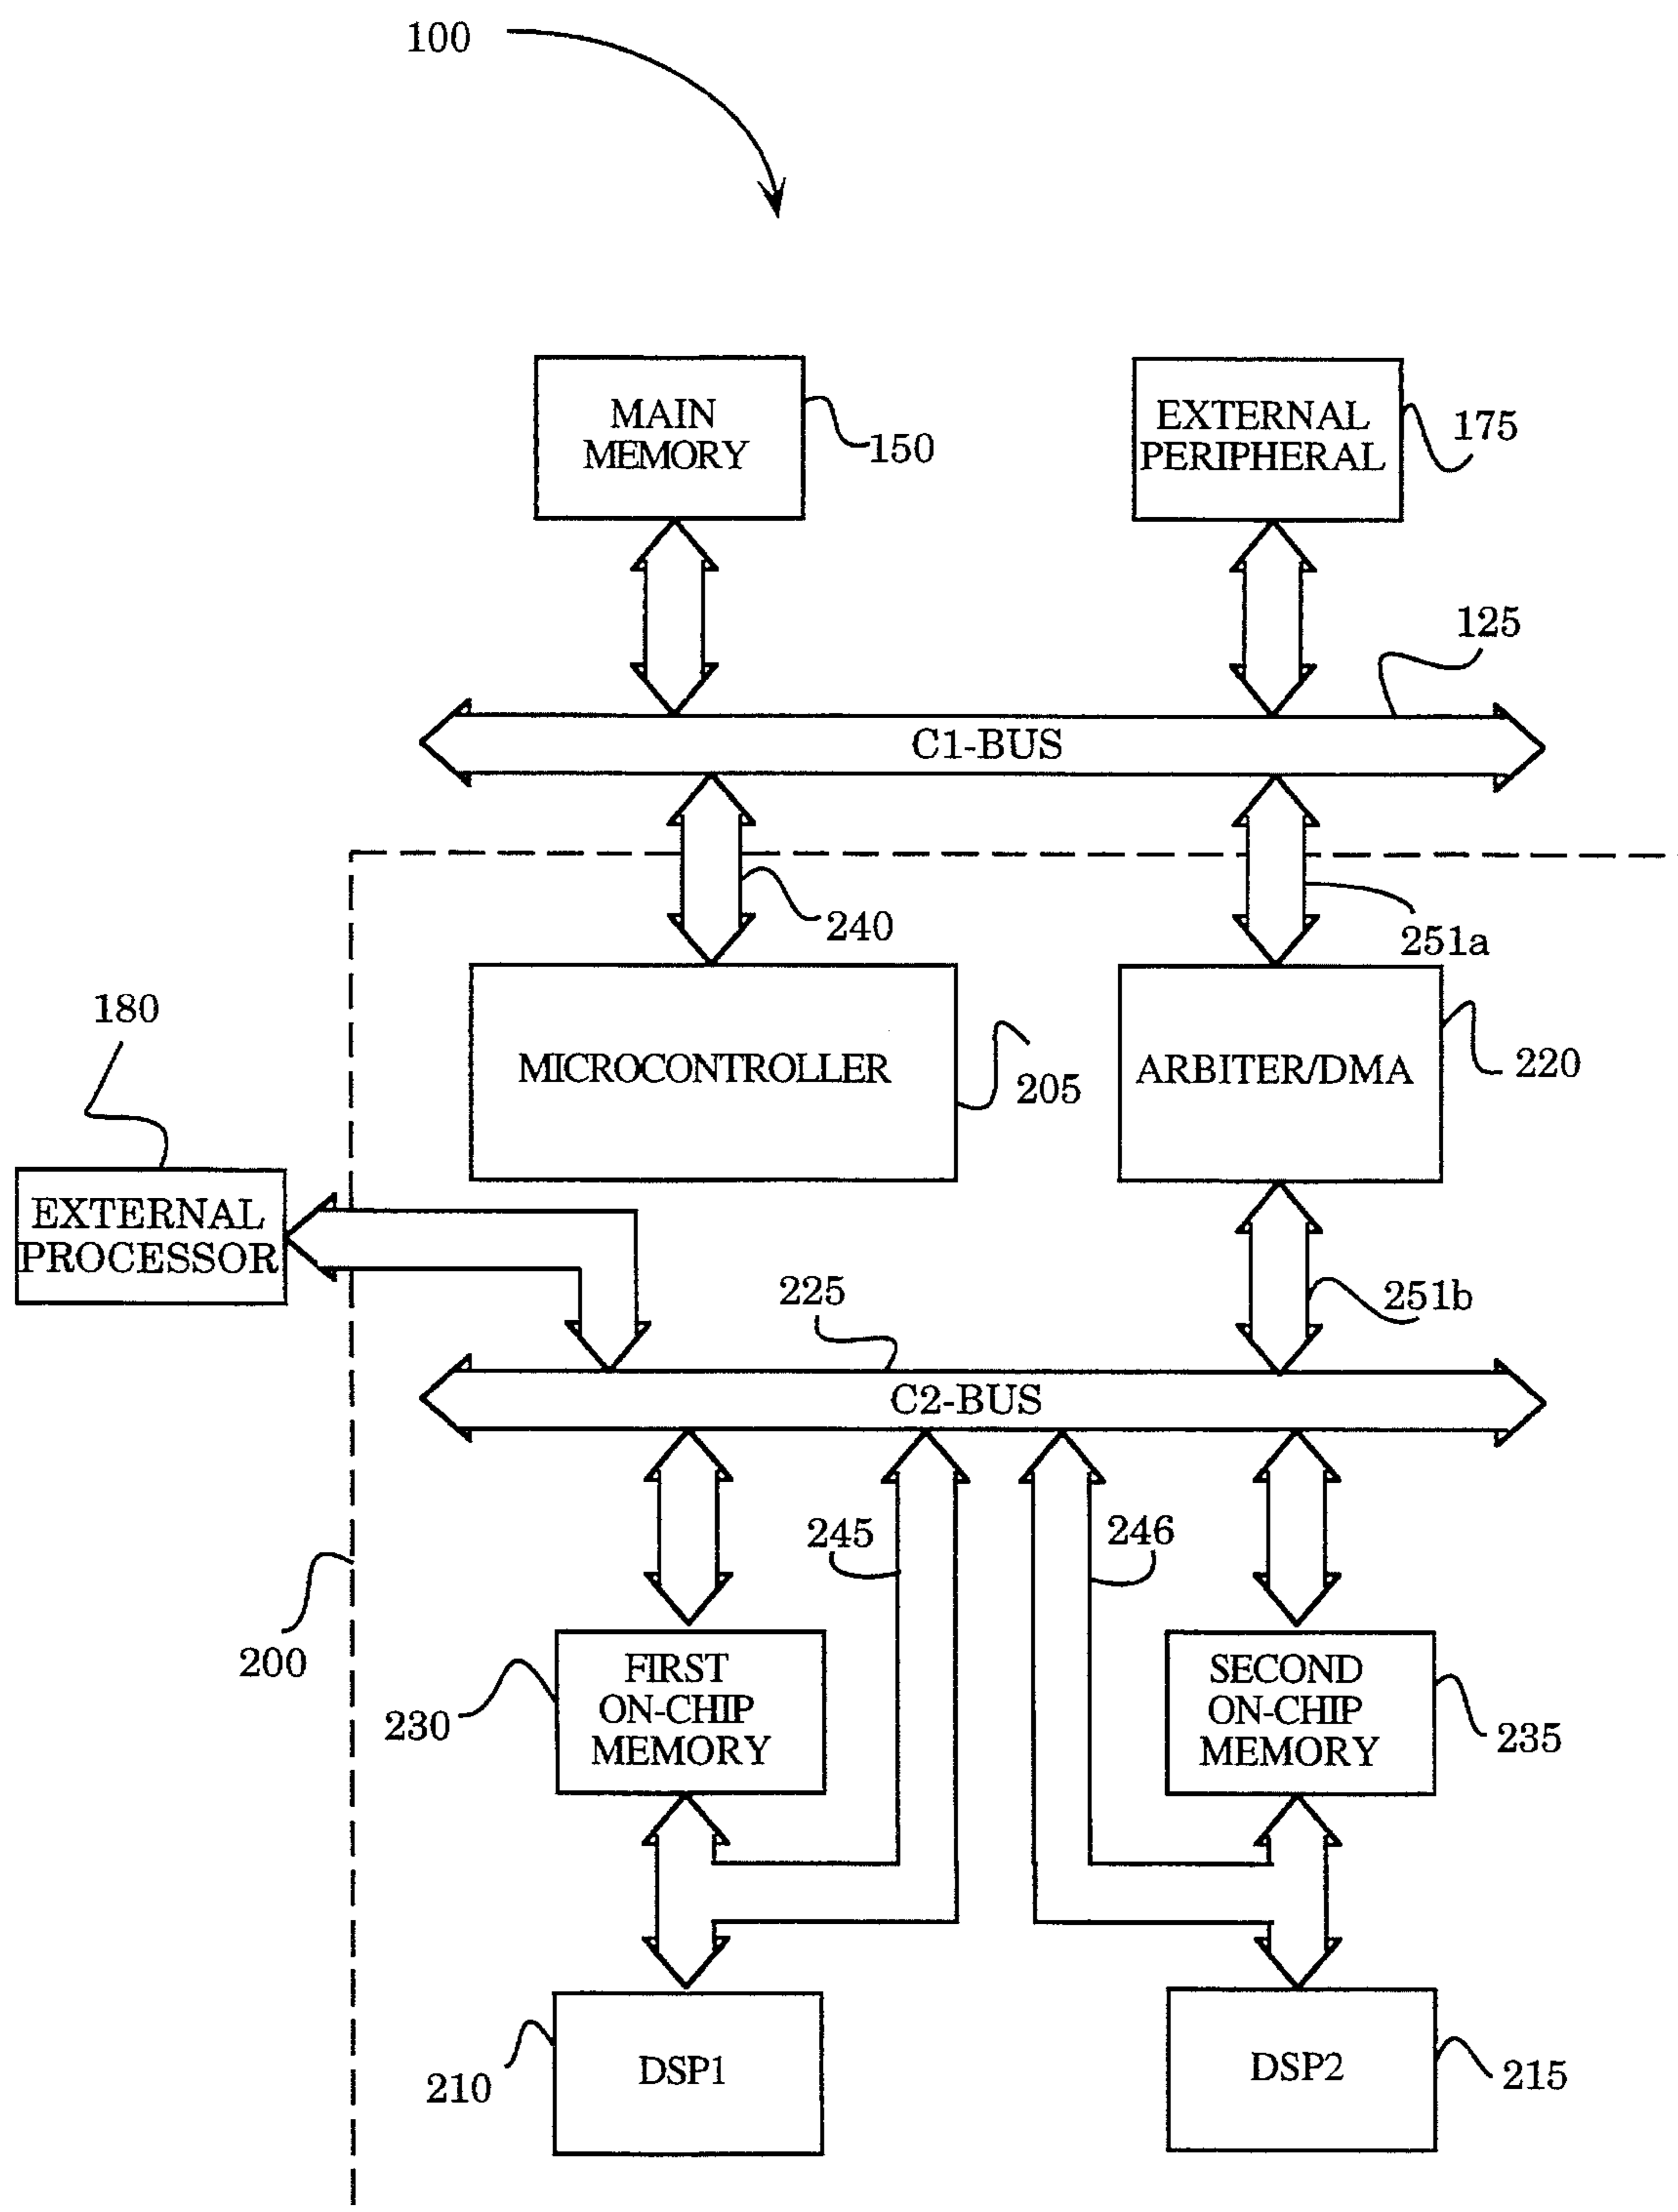 100
MAIN
MEMORY
150
EXTERNAL
PERIPHERAL
175
125
C1-BUS
240
251a
180
MICROCONTROLLER
205
ARBITER/DMA
220
EXTERNAL
PROCESSOR
225
251b
C2-BUS
245
246
200
FIRST
ON-CHIP
MEMORY
230
SECOND
ON-CHIP
MEMORY
235
DSP1
210
DSP2
215